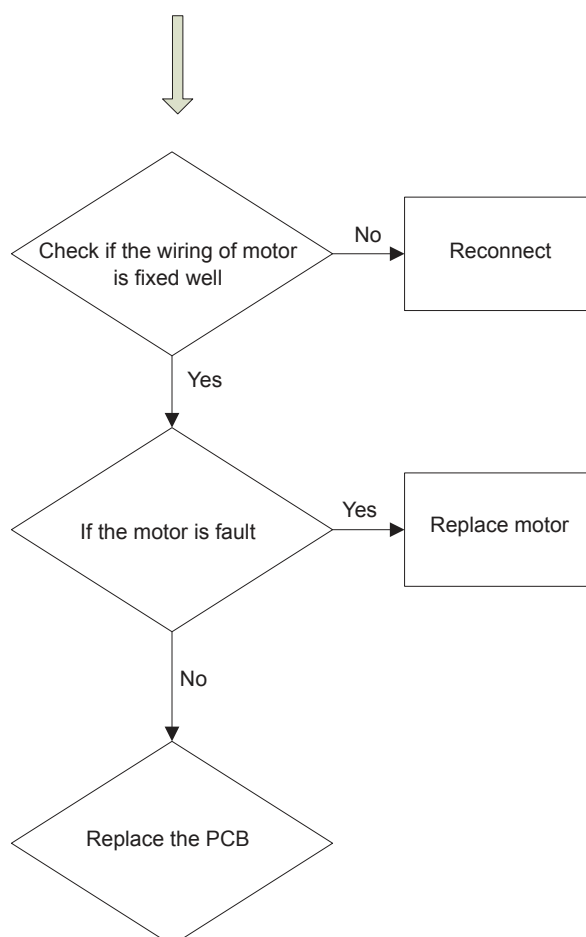 Check if the wiring of motor
is fixed well
No
Reconnect
Yes
If the motor is fault
Yes
Replace motor
No
Replace the PCB